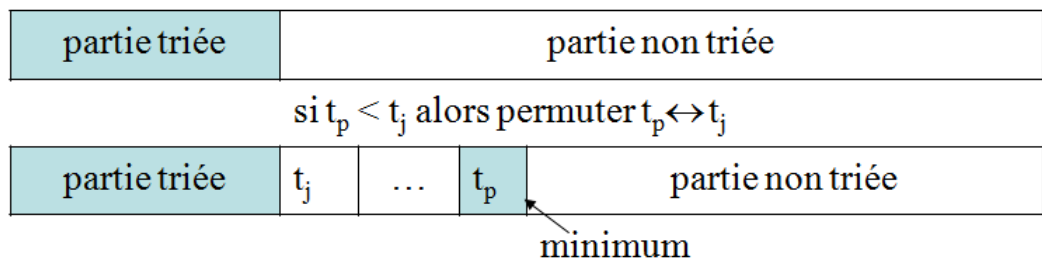 partie triée partie non triée
si tp < tj alors permuter tp↔tj
partie triée tj … tp partie non triée
minimum